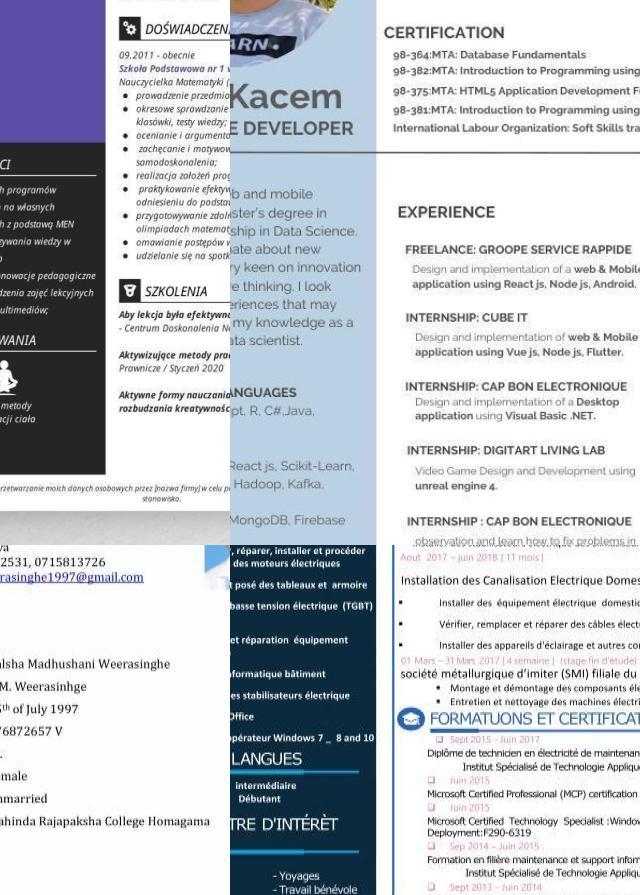 DOŚWIADCZEN
09.2011 - obecnie
Szkoła Podstawowa nr 1
Nauczycielka Matematyki
prowadzenie przedmio
okresowe sprawdzanie
klasówki, testy wiedzy;
ocenianie i argumento
zachęcanie i motywow
samodoskonalenia;
realizacja założeń prog
praktykowanie efektyw
odniesieniu do podsta
przygotowywanie zdoln
olimpiadach matemat
omawianie postępów w
udzielanie się na spotk
SZKOLENIA
Aby lekcja była efektywna
- Centrum Doskonalenia N
Aktywizujące metody pra
Prawnicze / Styczeń 2020
Aktywne formy nauczania
rozbudzania kreatywnośc
CI
h programów
na własnych
h z podstawą MEN
zywania wiedzy w
o
nnowacje pedagogiczne
dzenia zajęć lekcyjnych
ultimediów;
WANIA
metody
acji ciała
rzetwarzanie moich danych osobowych przez [nazwa firmy] w celu p
stanowisko.
ARN
Kacem
E DEVELOPER
b and mobile
ster's degree in
ship in Data Science.
ate about new
ry keen on innovation
e thinking. I look
eriences that may
my knowledge as a
ata scientist.
ANGUAGES
pt, R, C#,Java,
React js, Scikit-Learn,
Hadoop, Kafka,
MongoDB, Firebase
CERTIFICATION
98-364:MTA: Database Fundamentals
98-382:MTA: Introduction to Programming using
98-375:MTA: HTML5 Application Development F
98-381:MTA: Introduction to Programming using
International Labour Organization: Soft Skills tra
EXPERIENCE
FREELANCE: GROOPE SERVICE RAPPIDE
Design and implementation of a web & Mobile
application using React js, Node js, Android.
INTERNSHIP: CUBE IT
Design and implementation of web & Mobile
application using Vue js, Node js, Flutter.
INTERNSHIP: CAP BON ELECTRONIQUE
Design and implementation of a Desktop
application using Visual Basic .NET.
INTERNSHIP: DIGITART LIVING LAB
Video Game Design and Development using
unreal engine 4.
INTERNSHIP : CAP BON ELECTRONIQUE
observation and learn how to fix problems in
va
2531, 0715813726
erasinghe1997@gmail.com
alsha Madhushani Weerasinghe
M. Weerasinhge
5th of July 1997
76872657 V
.
male
nmarried
ahinda Rajapaksha College Homagama
, réparer, installer et procéder
des moteurs électriques
t posé des tableaux et armoire
basse tension électrique (TGBT)
et réparation équipement
nformatique bâtiment
es stabilisateurs électrique
Office
opérateur Windows 7 _ 8 and 10
LANGUES
intermédiaire
Débutant
TRE D'INTÉRÈT
- Voyages
- Travail bénévole
Aout 2017 – juin 2018 [ 11 mois ]
Installation des Canalisation Electrique Domes
Installer des équipement électrique domestic
Vérifier, remplacer et réparer des câbles élect
Installer des appareils d'éclairage et autres co
01 Mars – 31 Mars 2017 [ 4 semaine ] (stage fin d'étude)
société métallurgique d'imiter (SMI) filiale du
Montage et démontage des composants éle
Entretien et nettoyage des machines électri
FORMATUONS ET CERTIFICAT
Sept 2015 – Juin 2017
Diplôme de technicien en électricité de maintenan
Institut Spécialisé de Technologie Appliqu
Juin 2015
Microsoft Certified Professional (MCP) certification
Juin 2015
Microsoft Certified Technology Specialist :Window
Deployment:F290-6319
Sep 2014 – Juin 2015
Formation en filière maintenance et support inform
Institut Spécialisé de Technologie Appliqu
Sept 2013 – Juin 2014